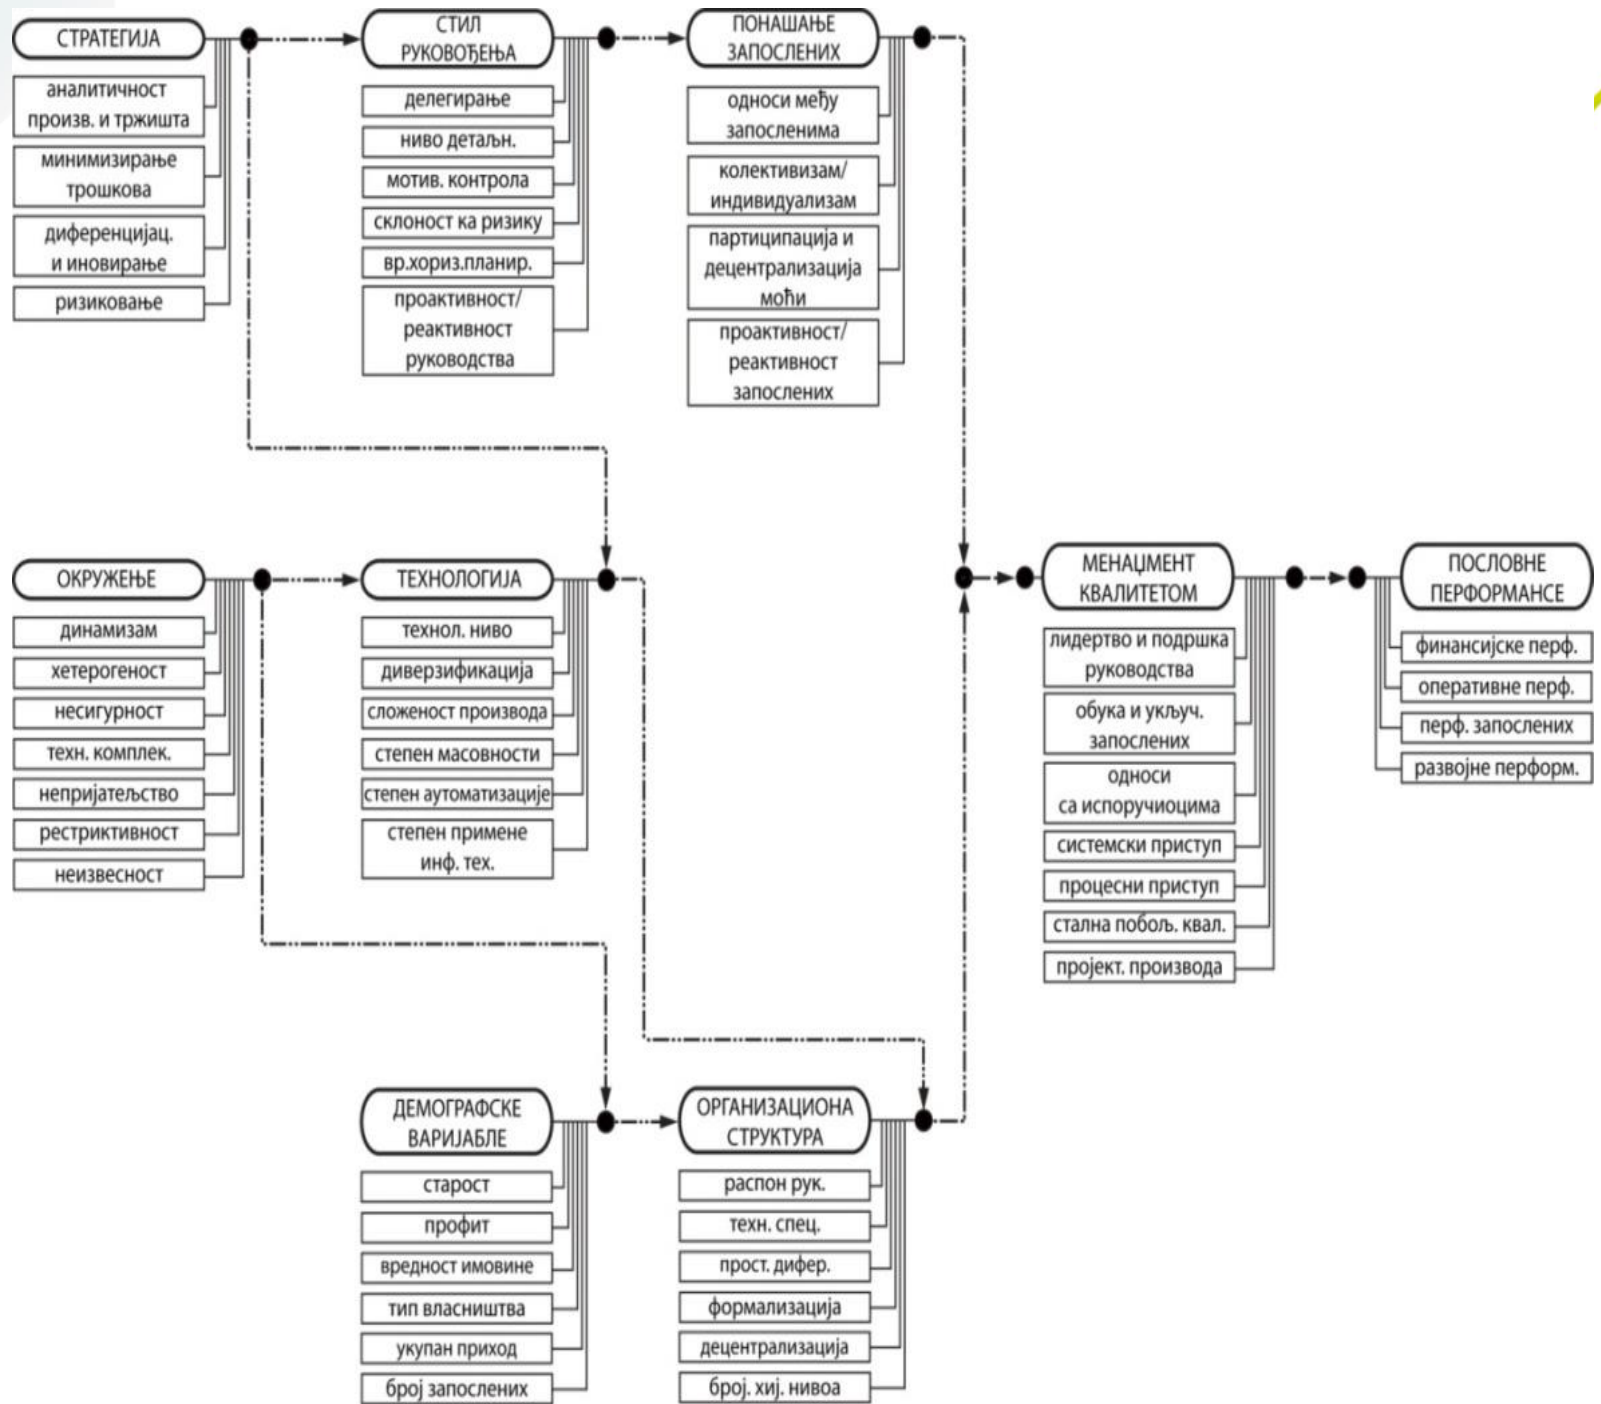 СТРАТЕГИЈА
аналитичност
произв. и тржишта
минимизирање
трошкова
диференцијац.
и иновирање
ризиковање
СТИЛ
РУКОВОЂЕЊА
делегирање
ниво детаљн.
мотив. контрола
склоност ка ризику
вр.хориз.планир.
проактивност/
реактивност
руководства
ПОНАШАЊЕ
ЗАПОСЛЕНИХ
односи међу
запосленима
колективизам/
индивидуализам
партиципација и
децентрализација
моћи
проактивност/
реактивност
запослених
ОКРУЖЕЊЕ
динамизам
хетерогеност
несигурност
техн. комплек.
непријатељство
рестриктивност
неизвесност
ТЕХНОЛОГИЈА
технол. ниво
диверзификација
сложеност производа
степен масовности
степен аутоматизације
степен примене
инф. тех.
МЕНАЏМЕНТ
КВАЛИТЕТОМ
лидертво и подршка
руководства
обука и укључ.
запослених
односи
са испоручиоцима
системски приступ
процесни приступ
стална побољ. квал.
пројект. производа
ПОСЛОВНЕ
ПЕРФОРМАНСЕ
финансијске перф.
оперативне перф.
перф. запослених
развојне перформ.
ДЕМОГРАФСКЕ
ВАРИЈАБЛЕ
старост
профит
вредност имовине
тип власништва
укупан приход
број запослених
ОРГАНИЗАЦИОНА
СТРУКТУРА
распон рук.
техн. спец.
прост. дифер.
формализација
децентрализација
број. хиј. нивоа